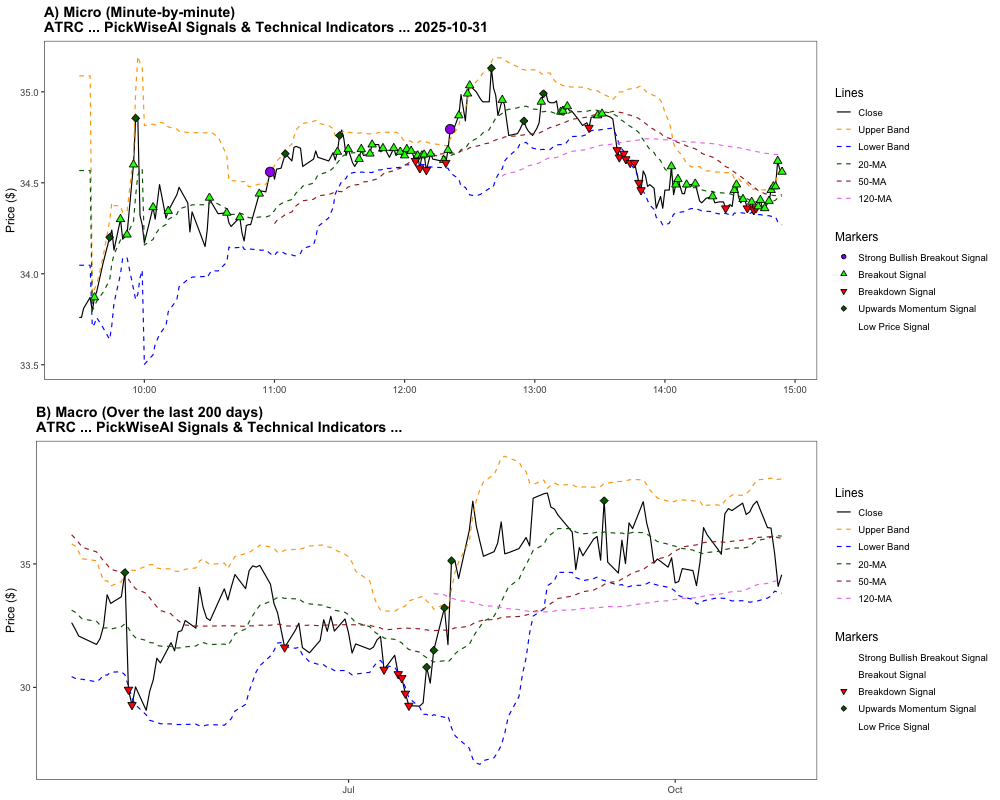 A) Micro (Minute-by-minute)
ATRC ... PickWiseAI Signals & Technical Indicators ... 2025-10-31
Price ($)
35.0
34.5
34.0
33.5
10:00
11:00
12:00
13:00
14:00
15:00
Lines
Close
Upper Band
Lower Band
20-MA
50-MA
120-MA
Markers
Strong Bullish Breakout Signal
Breakout Signal
Breakdown Signal
Upwards Momentum Signal
Low Price Signal
B) Macro (Over the last 200 days)
ATRC ... PickWiseAI Signals & Technical Indicators ...
Price ($)
35
30
Jul
Oct
Lines
Close
Upper Band
Lower Band
20-MA
50-MA
120-MA
Markers
Strong Bullish Breakout Signal
Breakout Signal
Breakdown Signal
Upwards Momentum Signal
Low Price Signal